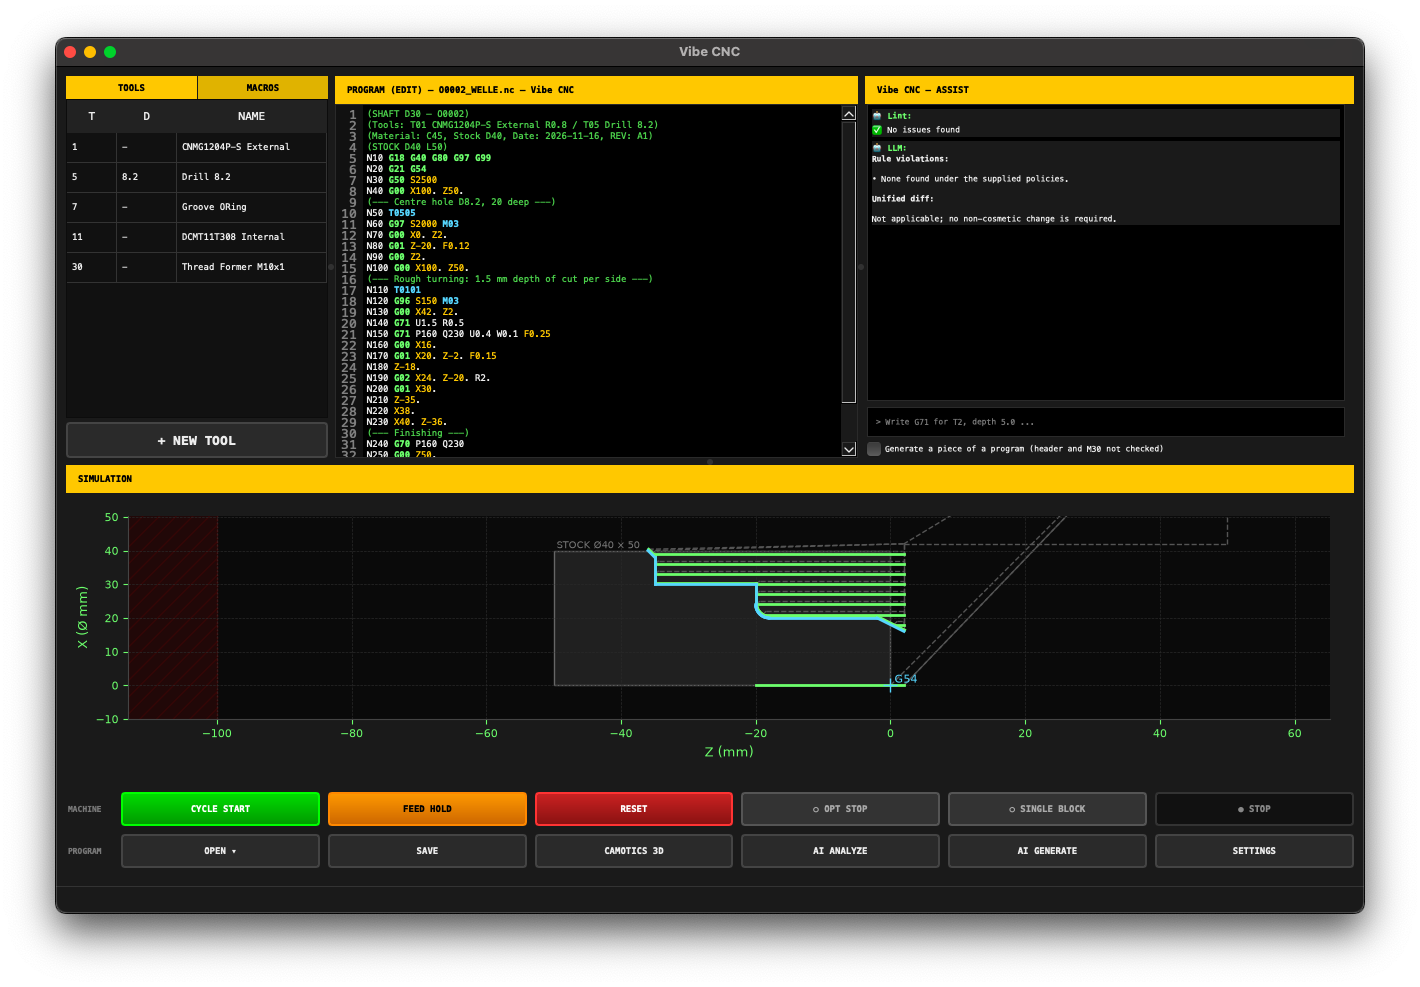 Vibe CNC
TOOLS MACROS
T D NAME
1 – CNMG1204P-S External
5 8.2 Drill 8.2
7 – Groove ORing
11 – DCMT11T308 Internal
30 – Thread Former M10x1
+ NEW TOOL
PROGRAM (EDIT) — O0002_WELLE.nc — Vibe CNC
1 (SHAFT D30 – O0002)
2 (Tools: T01 CNMG1204P-S External R0.8 / T05 Drill 8.2)
3 (Material: C45, Stock D40, Date: 2026-11-16, REV: A1)
4 (STOCK D40 L50)
5 N10 G18 G40 G80 G97 G99
6 N20 G21 G54
7 N30 G50 S2500
8 N40 G00 X100. Z50.
9 (--- Centre hole D8.2, 20 deep ---)
10 N50 T0505
11 N60 G97 S2000 M03
12 N70 G00 X0. Z2.
13 N80 G01 Z-20. F0.12
14 N90 G00 Z2.
15 N100 G00 X100. Z50.
16 (--- Rough turning: 1.5 mm depth of cut per side ---)
17 N110 T0101
18 N120 G96 S150 M03
19 N130 G00 X42. Z2.
20 N140 G71 U1.5 R0.5
21 N150 G71 P160 Q230 U0.4 W0.1 F0.25
22 N160 G00 X16.
23 N170 G01 X20. Z-2. F0.15
24 N180 Z-18.
25 N190 G02 X24. Z-20. R2.
26 N200 G01 X30.
27 N210 Z-35.
28 N220 X38.
29 N230 X40. Z-36.
30 (--- Finishing ---)
31 N240 G70 P160 Q230
32 N250 G00 Z50.
Vibe CNC — ASSIST
Lint:
No issues found
LLM:
Rule violations:
• None found under the supplied policies.
Unified diff:
Not applicable; no non-cosmetic change is required.
> Write G71 for T2, depth 5.0 ...
Generate a piece of a program (header and M30 not checked)
SIMULATION
X (Ø mm)
50
40
30
20
10
0
−10
STOCK Ø40 × 50
G54
−100 −80 −60 −40 −20 0 20 40 60
Z (mm)
MACHINE CYCLE START FEED HOLD RESET ○ OPT STOP ○ SINGLE BLOCK ● STOP
PROGRAM OPEN ▾ SAVE CAMOTICS 3D AI ANALYZE AI GENERATE SETTINGS